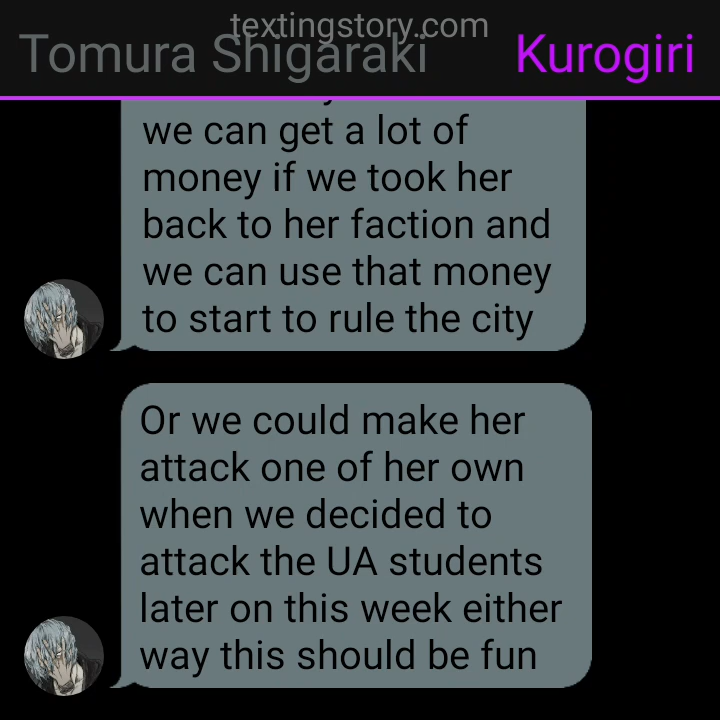 textingstory.com
Tomura Shigaraki
Kurogiri
we can get a lot of
money if we took her
back to her faction and
we can use that money
to start to rule the city
Or we could make her
attack one of her own
when we decided to
attack the UA students
later on this week either
way this should be fun